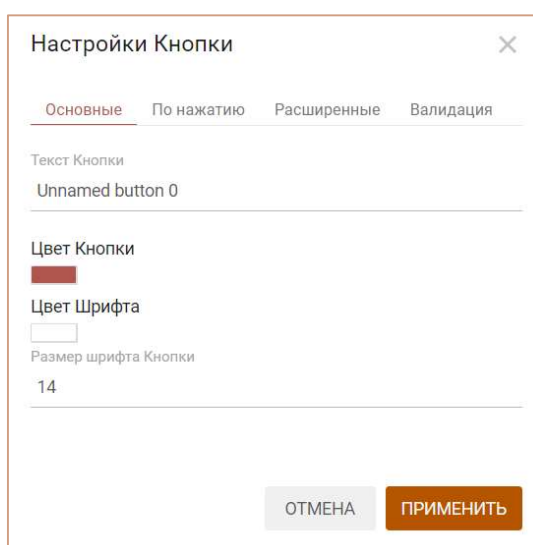 Настройки Кнопки
Основные По нажатию Расширенные Валидация
Текст Кнопки
Unnamed button 0
Цвет Кнопки
Цвет Шрифта
Размер шрифта Кнопки
14
ОТМЕНА ПРИМЕНИТЬ